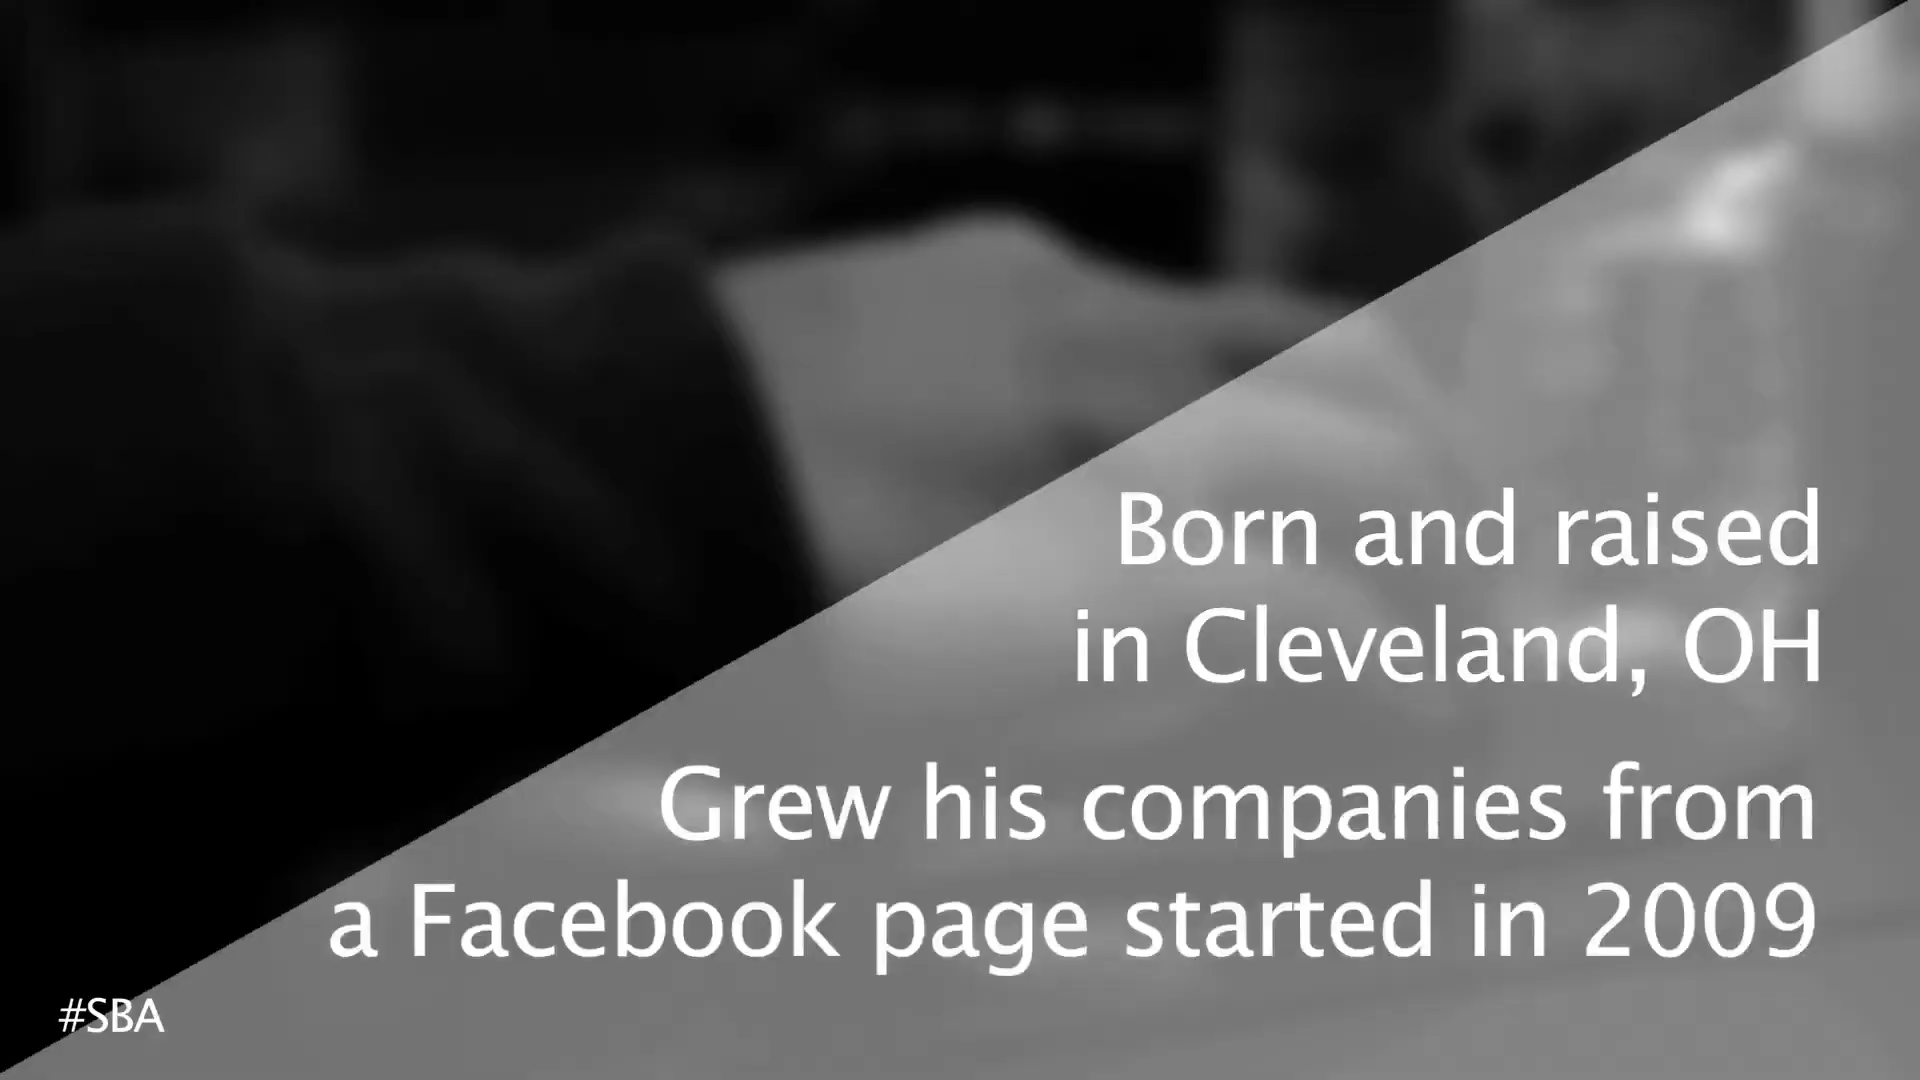 Born and raised
in Cleveland, OH
Grew his companies from
a Facebook page started in 2009
#SBA